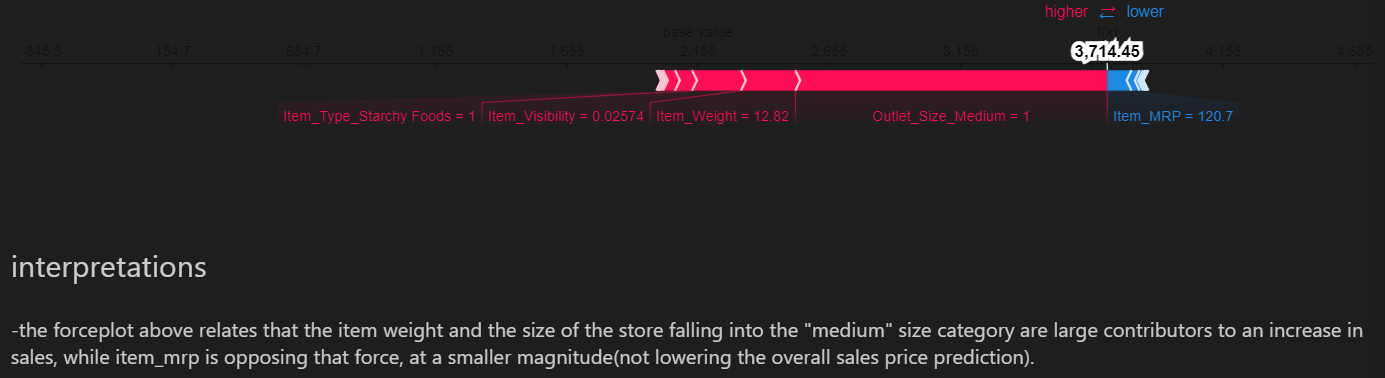 higher ⇄ lower
base value f(x)
-345.3 154.7 654.7 1,155 1,655 2,155 2,655 3,155 3,714.45 4,155 4,655
Item_Type_Starchy Foods = 1 Item_Visibility = 0.02574 Item_Weight = 12.82 Outlet_Size_Medium = 1 Item_MRP = 120.7
interpretations
-the forceplot above relates that the item weight and the size of the store falling into the "medium" size category are large contributors to an increase in
sales, while item_mrp is opposing that force, at a smaller magnitude(not lowering the overall sales price prediction).